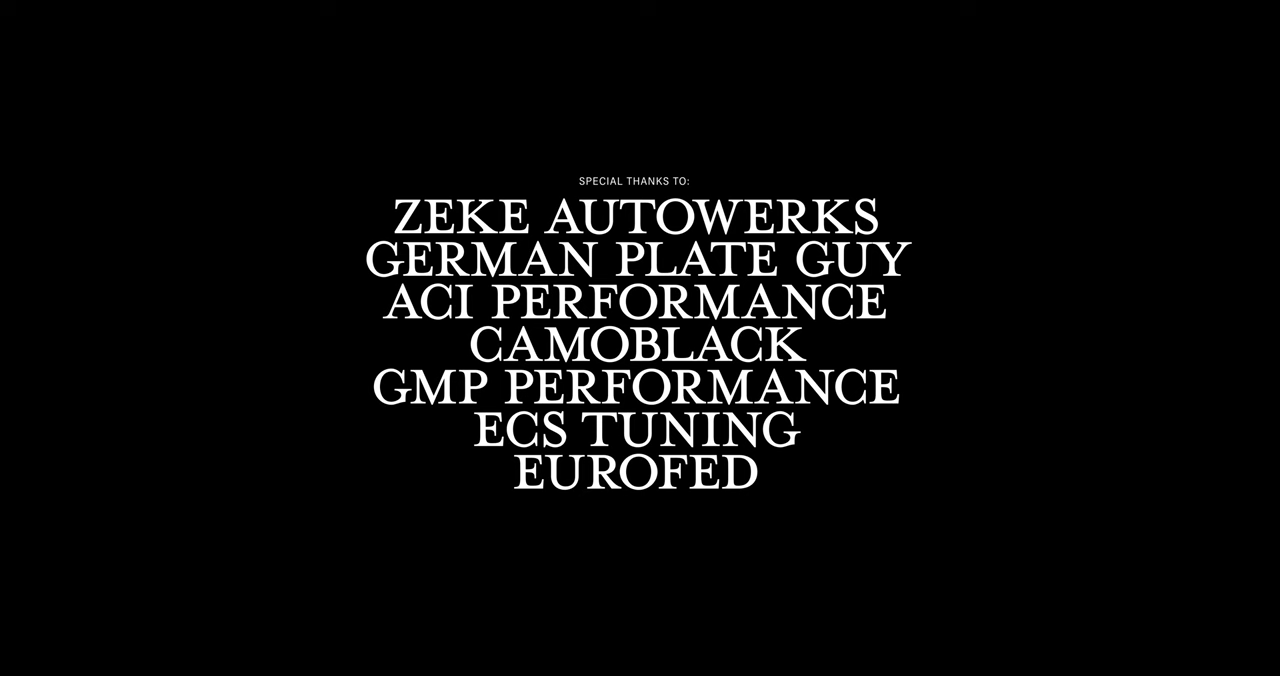 SPECIAL THANKS TO:
ZEKE AUTOWERKS
GERMAN PLATE GUY
ACI PERFORMANCE
CAMOBLACK
GMP PERFORMANCE
ECS TUNING
EUROFED